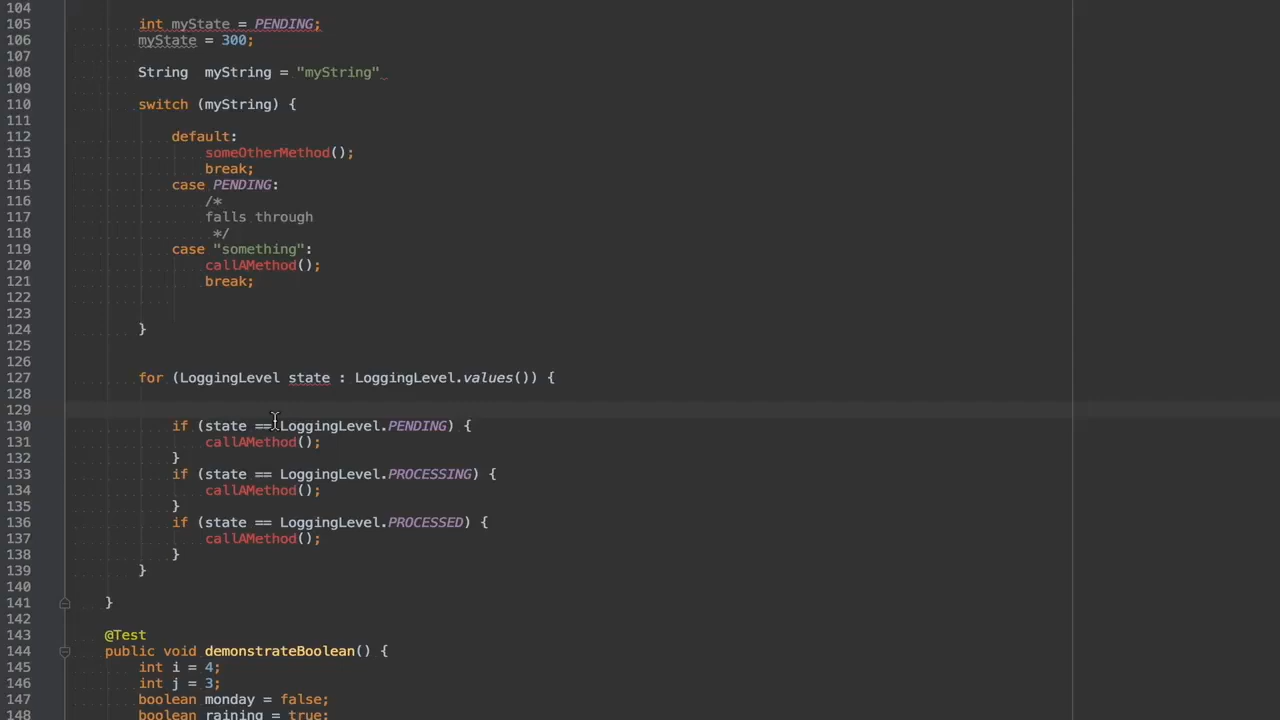 104
105 int myState = PENDING;
106 myState = 300;
107
108 String  myString = "myString"
109
110 switch (myString) {
111
112 default:
113 someOtherMethod();
114 break;
115 case PENDING:
116 /*
117 falls through
118 */
119 case "something":
120 callAMethod();
121 break;
122
123
124 }
125
126
127 for (LoggingLevel state : LoggingLevel.values()) {
128
129
130 if (state == LoggingLevel.PENDING) {
131 callAMethod();
132 }
133 if (state == LoggingLevel.PROCESSING) {
134 callAMethod();
135 }
136 if (state == LoggingLevel.PROCESSED) {
137 callAMethod();
138 }
139 }
140
141 }
142
143 @Test
144 public void demonstrateBoolean() {
145 int i = 4;
146 int j = 3;
147 boolean monday = false;
148 boolean raining = true;